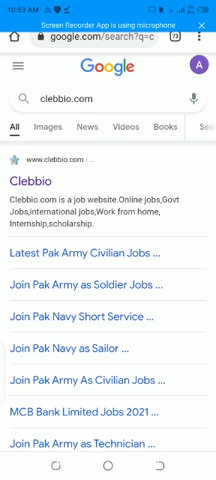 10:53 AM
Screen Recorder App is using microphone
google.com/search?q=c
73
Google
A
clebbio.com
All Images News Videos Books
www.clebbio.com › ...
Clebbio
Clebbio.com is a job website.Online jobs,Govt
Jobs,international jobs,Work from home,
Internship,scholarship.
Latest Pak Army Civilian Jobs ...
Join Pak Army as Soldier Jobs ...
Join Pak Navy Short Service ...
Join Pak Navy as Sailor ...
Join Pak Army As Civilian Jobs ...
MCB Bank Limited Jobs 2021 ...
Join Pak Army as Technician ...